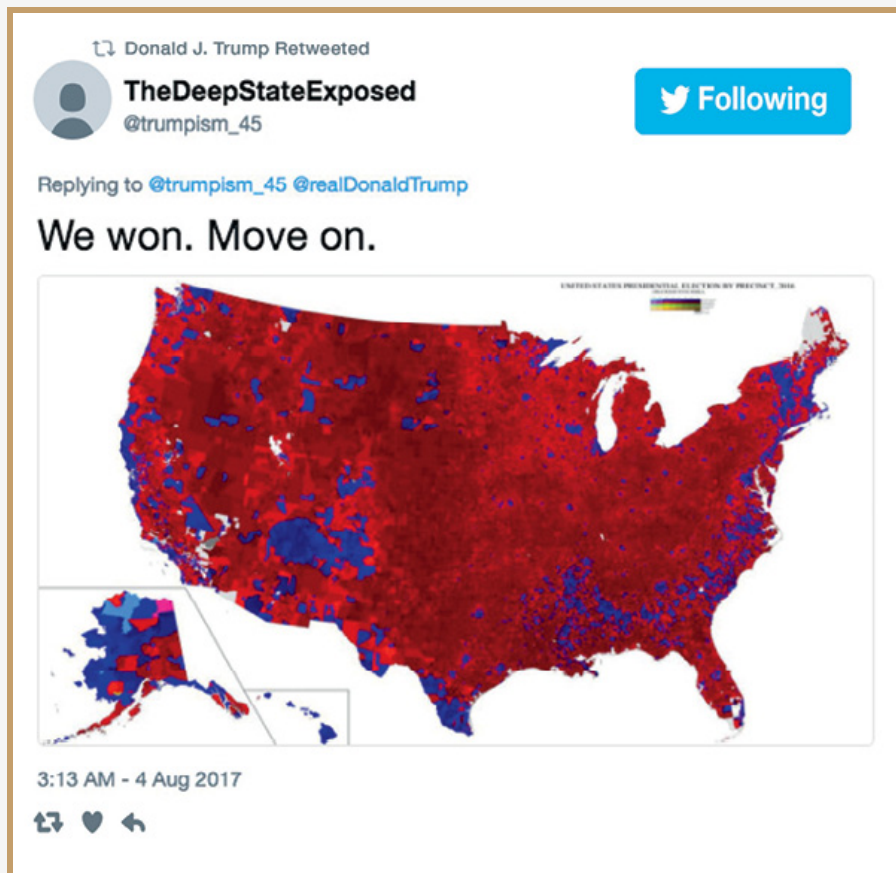 Donald J. Trump Retweeted
TheDeepStateExposed
@trumpism_45
Following
Replying to @trumpism_45 @realDonaldTrump
We won. Move on.
UNITED STATES PRESIDENTIAL ELECTION BY PRECINCT, 2016
3:13 AM - 4 Aug 2017